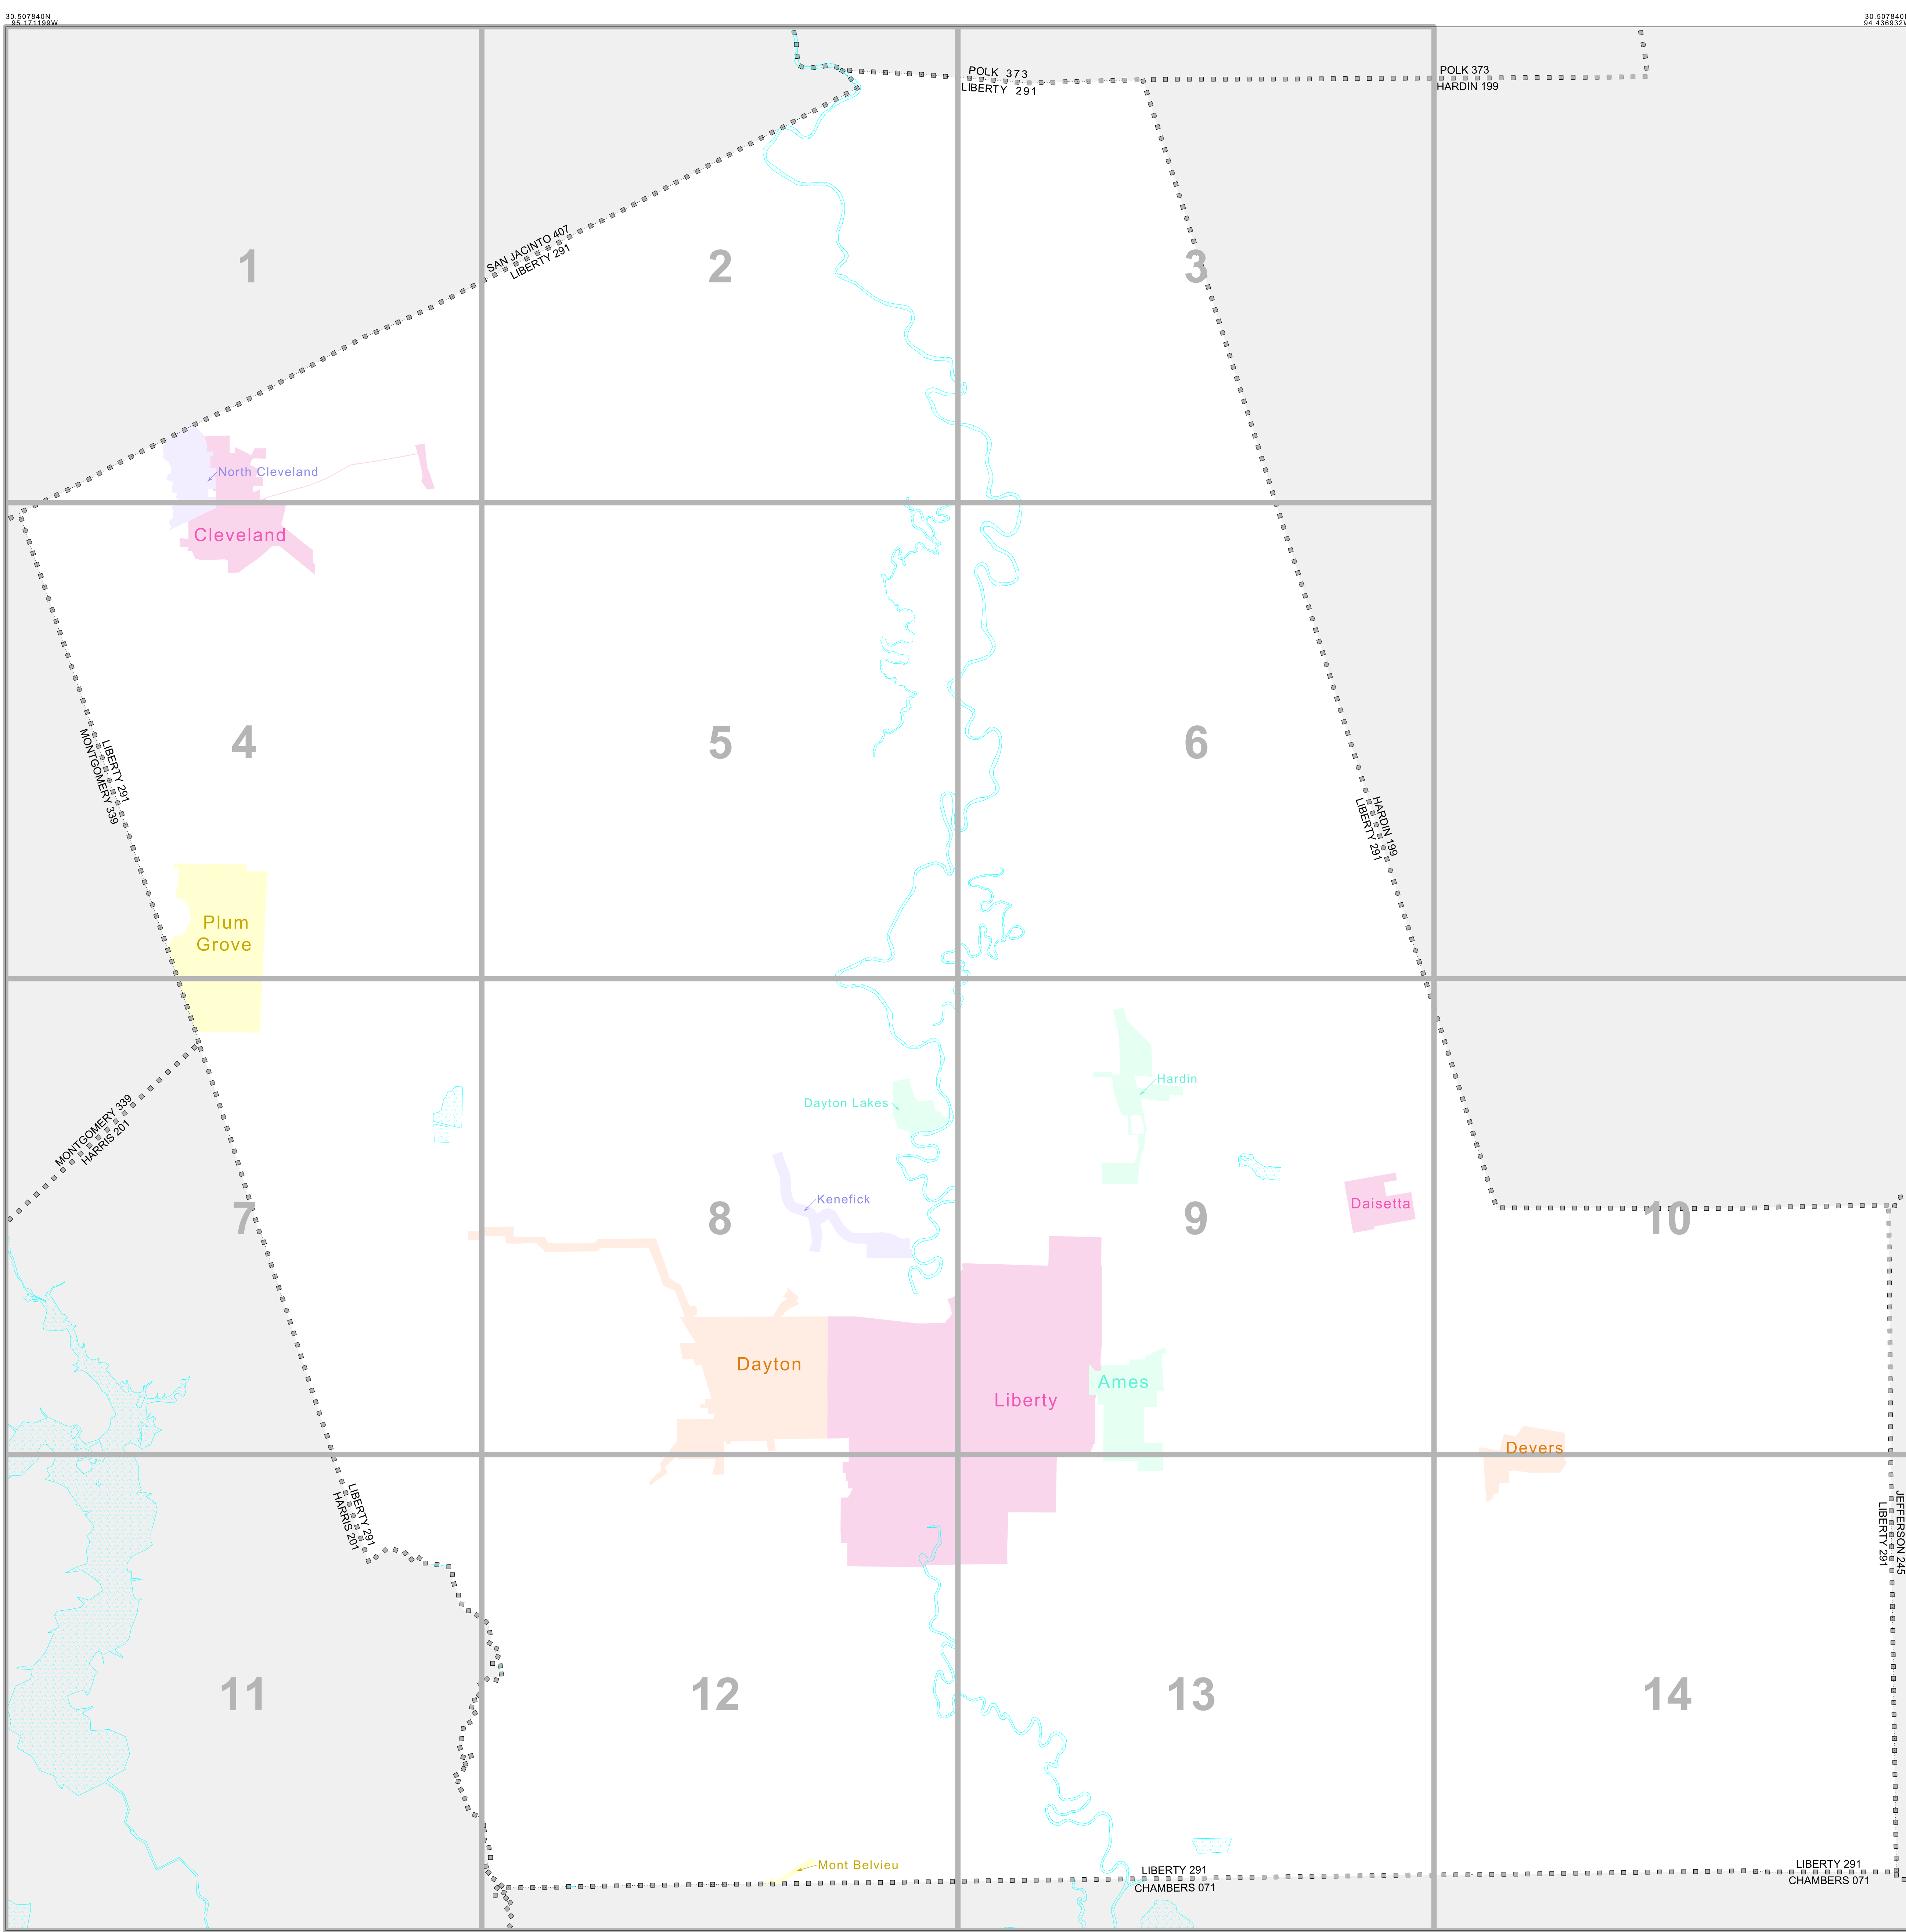 30.507840N
95.171199W
30.507840N
94.436932W
POLK 373
LIBERTY 291
POLK 373
HARDIN 199
SAN JACINTO 407
LIBERTY 291
1
2
3
North Cleveland
Cleveland
4
5
6
LIBERTY 291
MONTGOMERY 339
HARDIN 199
LIBERTY 291
Plum
Grove
MONTGOMERY 339
HARRIS 201
Dayton Lakes
Hardin
Kenefick
Daisetta
7
8
9
10
Dayton
Liberty
Ames
Devers
LIBERTY 291
HARRIS 201
JEFFERSON 245
LIBERTY 291
11
12
13
14
Mont Belvieu
LIBERTY 291
CHAMBERS 071
LIBERTY 291
CHAMBERS 071